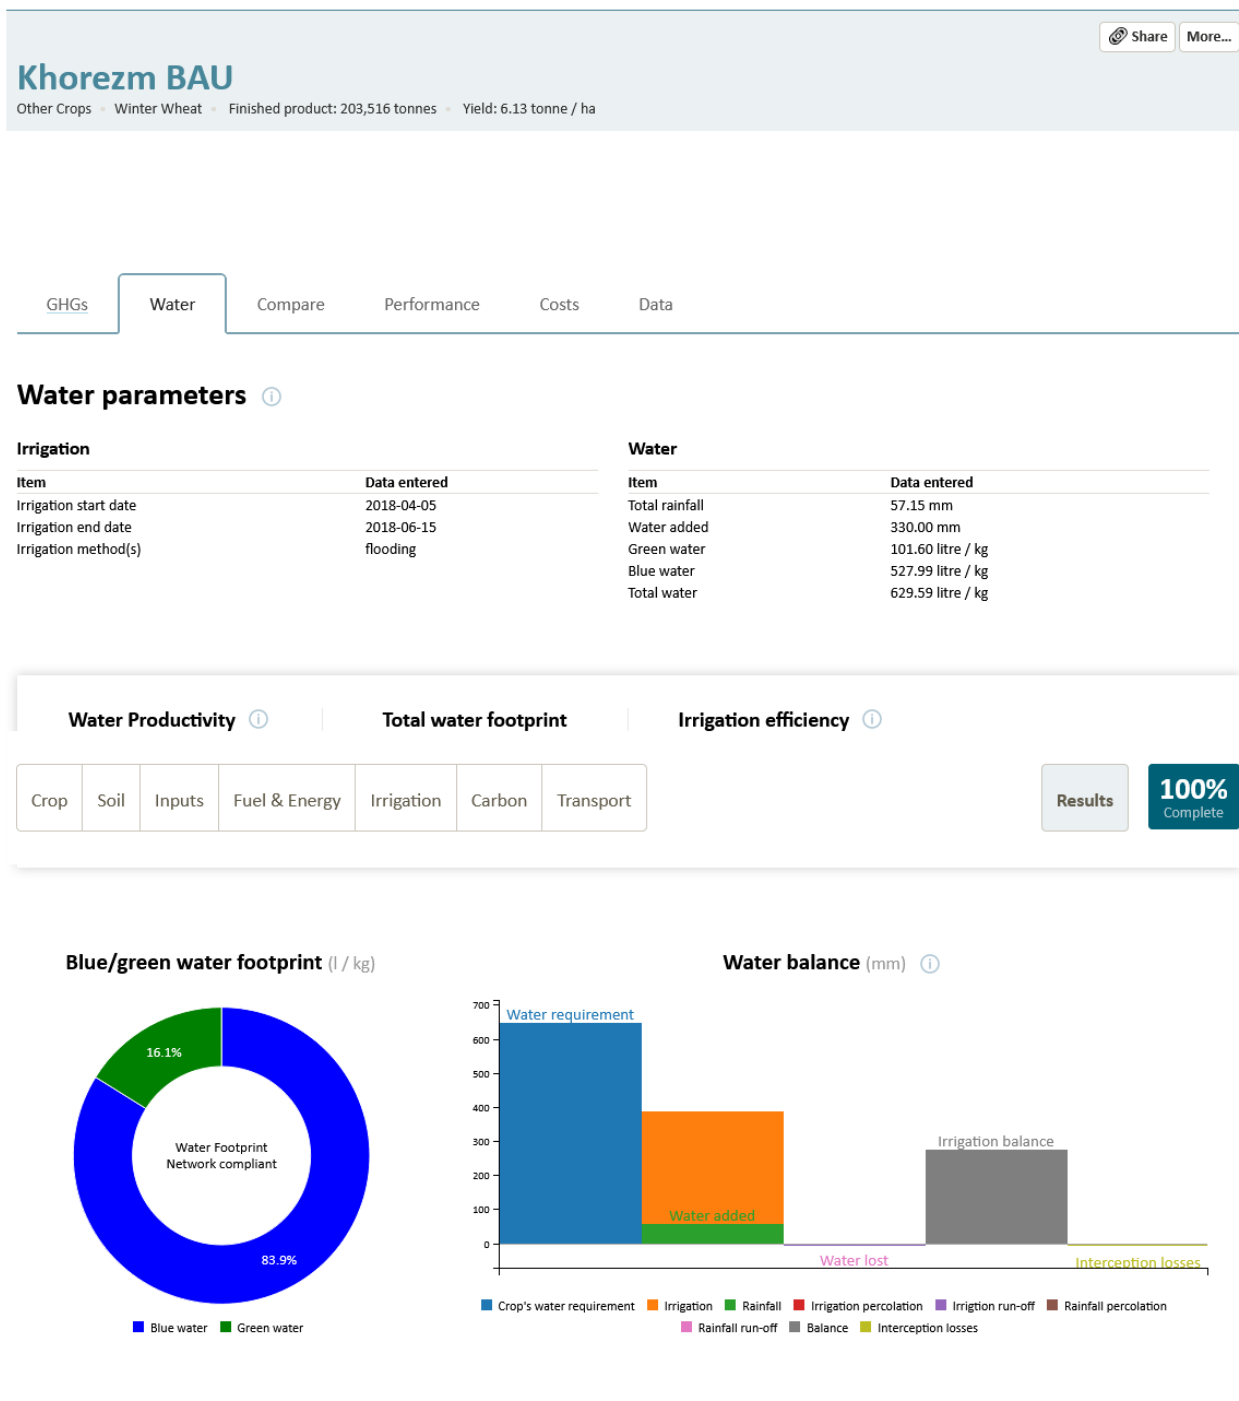 Share More...
Khorezm BAU
Other Crops Winter Wheat Finished product: 203,516 tonnes Yield: 6.13 tonne / ha
GHGs Water Compare Performance Costs Data
Water parameters
Irrigation
Item Data entered
Irrigation start date 2018-04-05
Irrigation end date 2018-06-15
Irrigation method(s) flooding
Water
Item Data entered
Total rainfall 57.15 mm
Water added 330.00 mm
Green water 101.60 litre / kg
Blue water 527.99 litre / kg
Total water 629.59 litre / kg
Water Productivity Total water footprint Irrigation efficiency
Crop Soil Inputs Fuel & Energy Irrigation Carbon Transport Results 100%
Complete
Blue/green water footprint (l / kg)
16.1%
Water Footprint
Network compliant
83.9%
Blue water Green water
Water balance (mm)
700
600
500
400
300
200
100
0
Water requirement
Water added
Water lost
Irrigation balance
Interception losses
Crop's water requirement Irrigation Rainfall Irrigation percolation Irrigtion run-off Rainfall percolation
Rainfall run-off Balance Interception losses